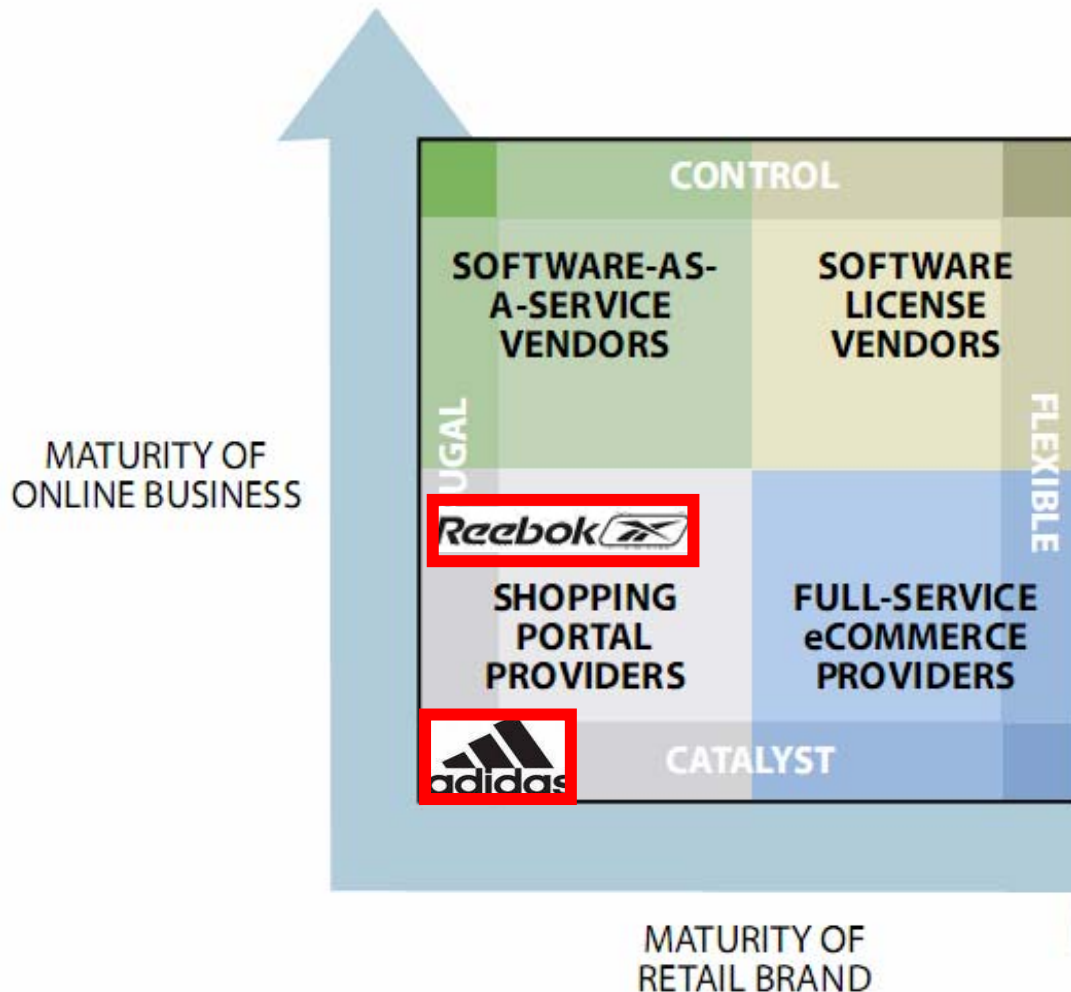 CONTROL
SOFTWARE-AS-
A-SERVICE
VENDORS
SOFTWARE
LICENSE
VENDORS
UGAL
FLEXIBLE
MATURITY OF
ONLINE BUSINESS
Reebok
SHOPPING
PORTAL
PROVIDERS
FULL-SERVICE
eCOMMERCE
PROVIDERS
adidas
CATALYST
MATURITY OF
RETAIL BRAND